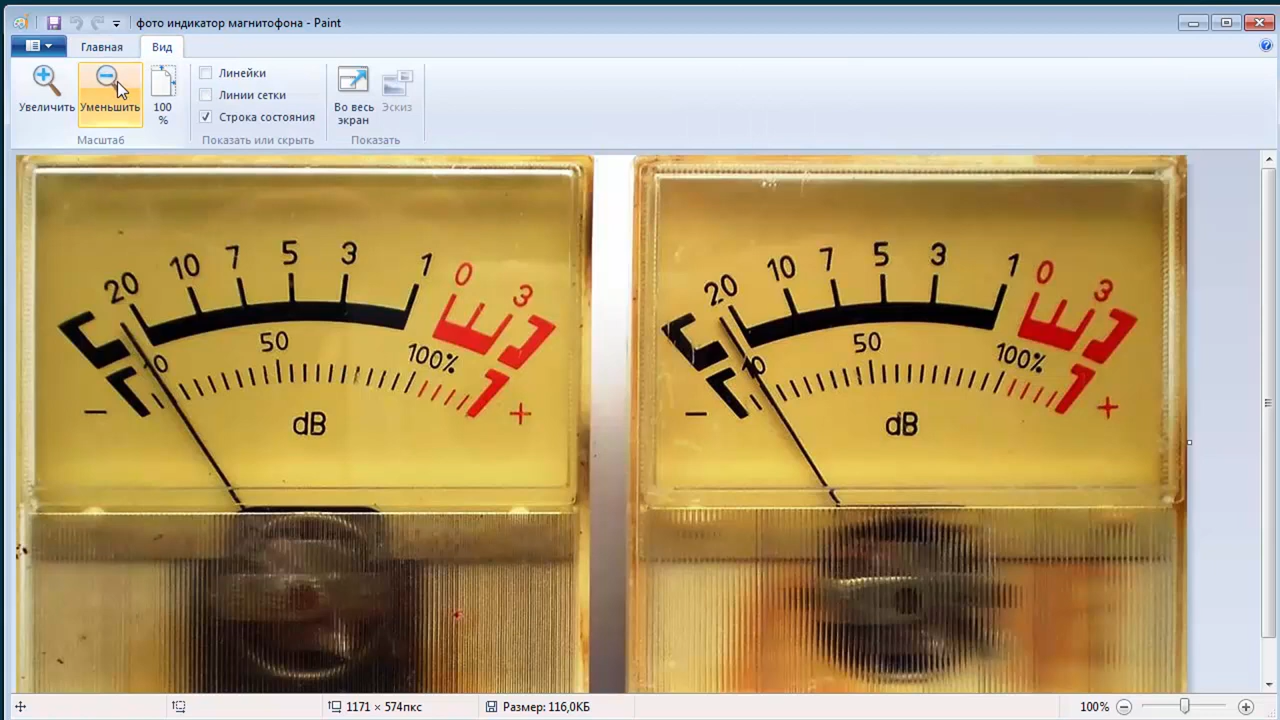 фото индикатор магнитофона - Paint
Главная Вид
Увеличить Уменьшить 100 %
Масштаб
Линейки
Линии сетки
Строка состояния
Показать или скрыть
Во весь экран Эскиз
Показать
20 10 7 5 3 1 0 3
10 50 100%
- dB +
20 10 7 5 3 1 0 3
10 50 100%
- dB +
1171 × 574пкс Размер: 116,0КБ 100%